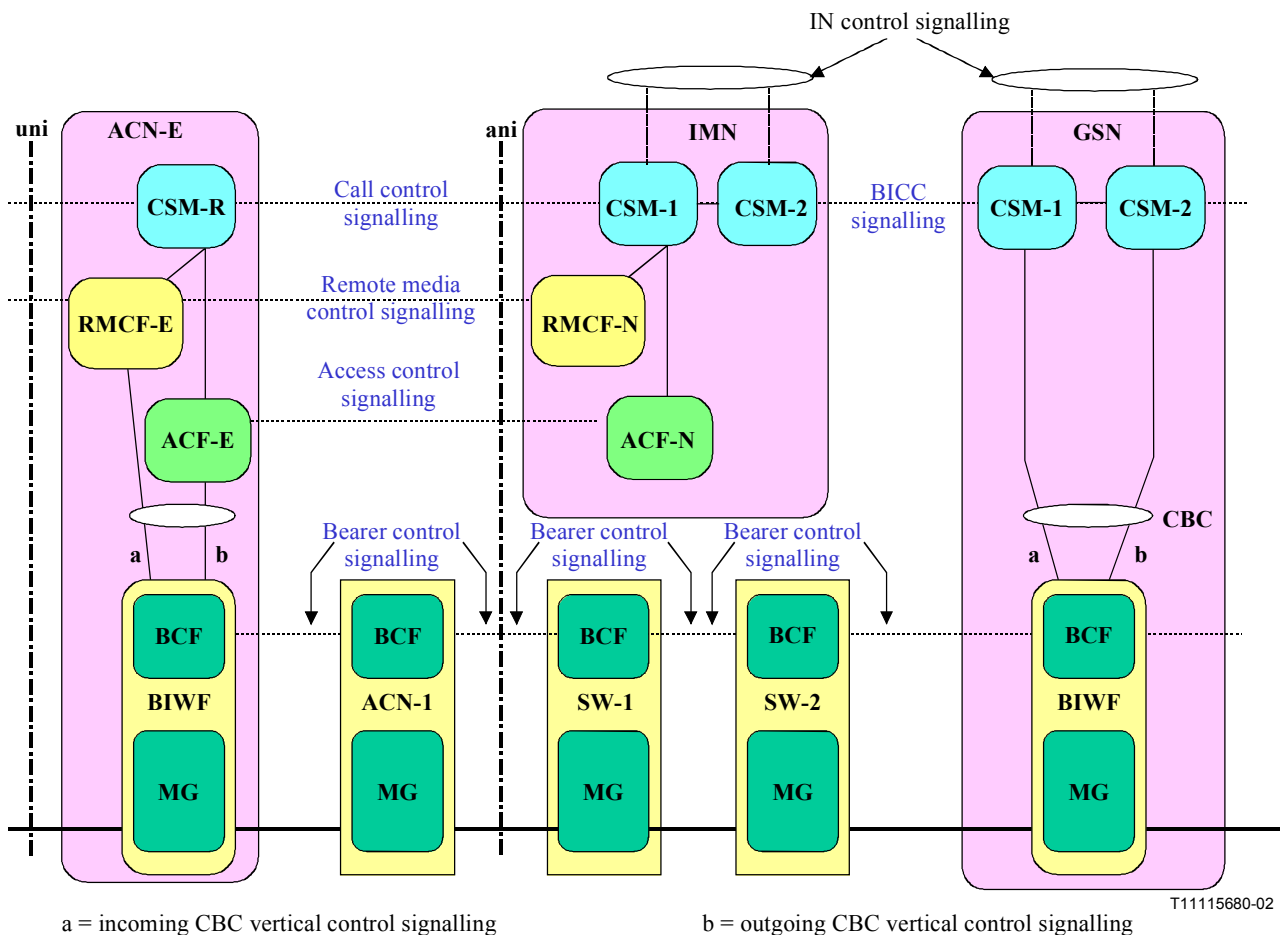 IN control signalling
uni
ACN-E
ani
IMN
GSN
CSM-R
Call control
signalling
CSM-1
CSM-2
BICC
signalling
CSM-1
CSM-2
RMCF-E
Remote media
control signalling
RMCF-N
Access control
signalling
ACF-E
ACF-N
CBC
a
b
Bearer control
signalling
Bearer control
signalling
Bearer control
signalling
a
b
BCF
BCF
BCF
BCF
BCF
BIWF
ACN-1
SW-1
SW-2
BIWF
MG
MG
MG
MG
MG
T11115680-02
a = incoming CBC vertical control signalling
b = outgoing CBC vertical control signalling